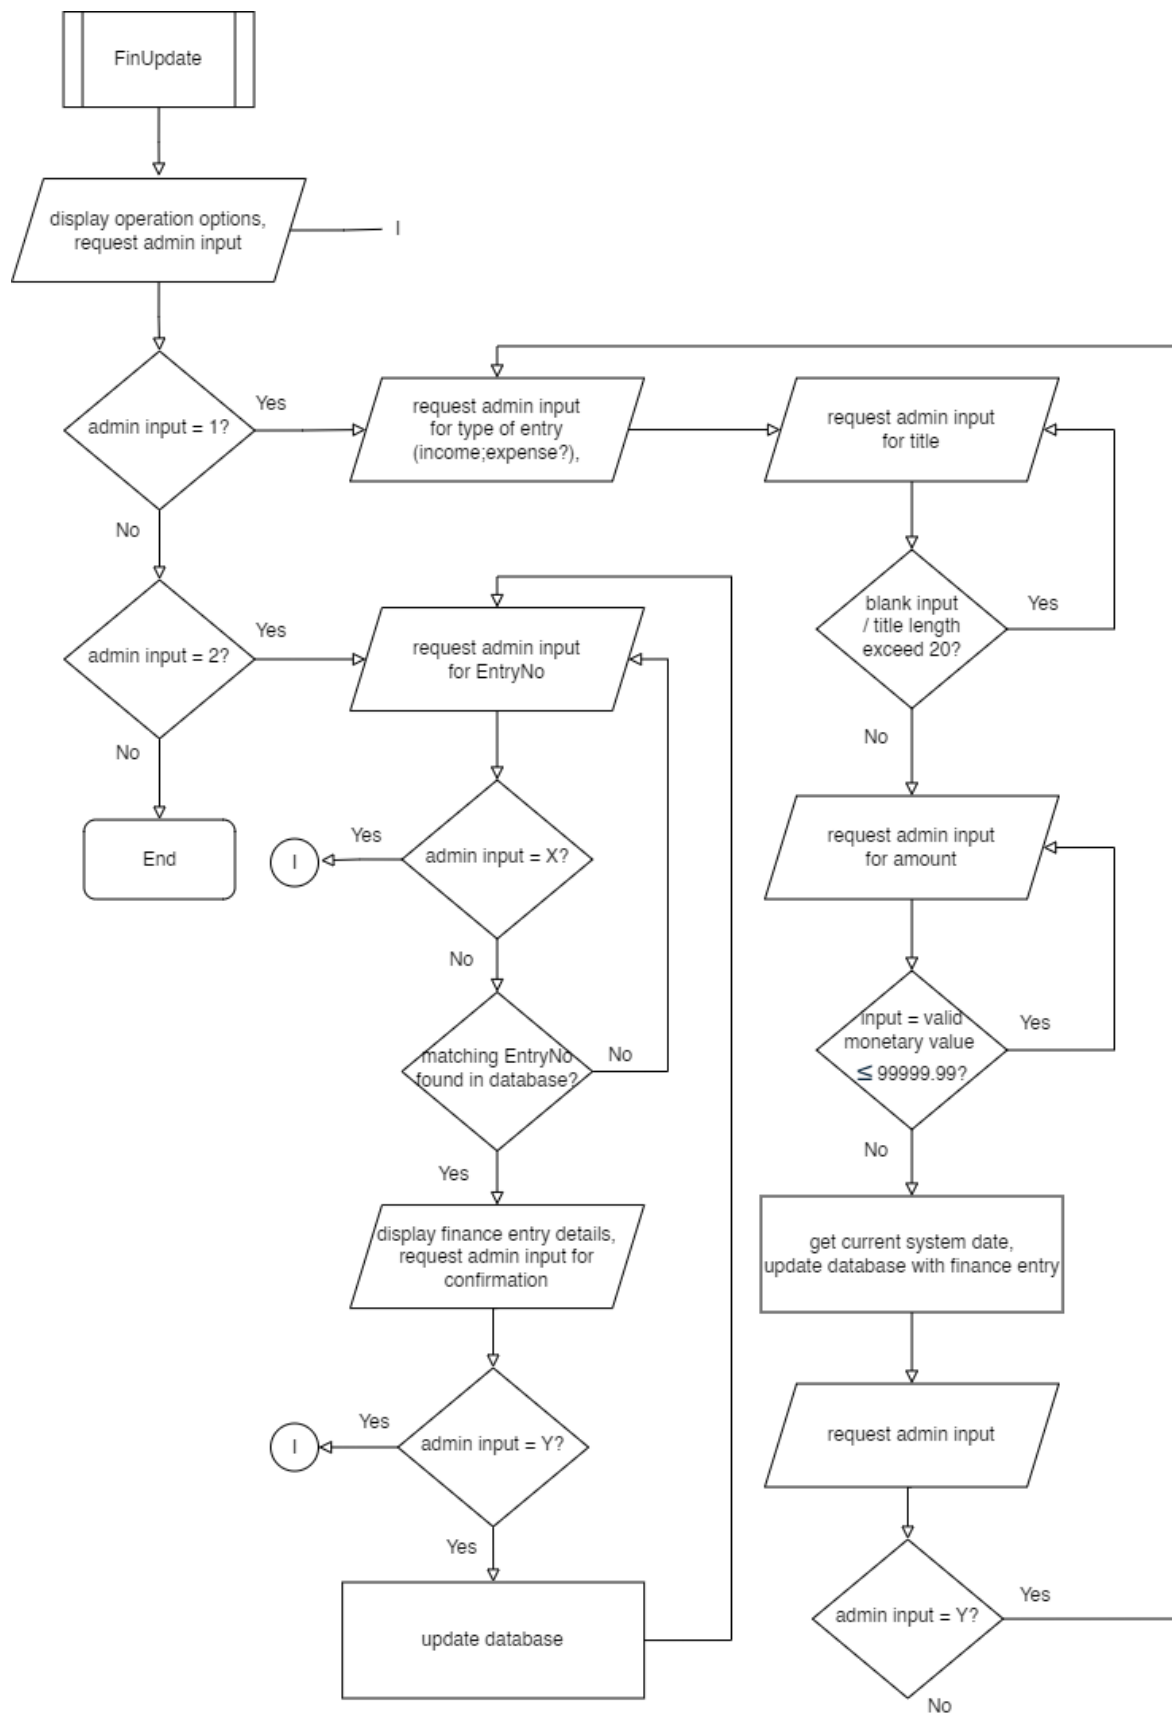 FinUpdate
display operation options,
request admin input
I
admin input = 1?
Yes
No
request admin input
for type of entry
(income;expense?),
request admin input
for title
blank input
/ title length
exceed 20?
Yes
No
admin input = 2?
Yes
No
End
request admin input
for EntryNo
admin input = X?
Yes
I
No
matching EntryNo
found in database?
No
Yes
display finance entry details,
request admin input for
confirmation
admin input = Y?
Yes
I
Yes
update database
request admin input
for amount
input = valid
monetary value
≤ 99999.99?
Yes
No
get current system date,
update database with finance entry
request admin input
admin input = Y?
Yes
No